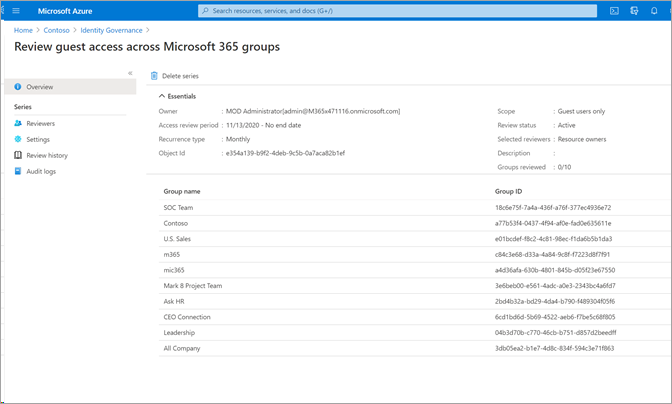 Microsoft Azure
Search resources, services, and docs (G+/)
Home > Contoso > Identity Governance >
Review guest access across Microsoft 365 groups
«
Overview
Series
Reviewers
Settings
Review history
Audit logs
Delete series
Essentials
Owner : MOD Administrator[admin@M365x471116.onmicrosoft.com]
Access review period : 11/13/2020 - No end date
Recurrence type : Monthly
Object Id : e354a139-b9f2-4deb-9c5b-0a7aca82b1ef
Scope : Guest users only
Review status : Active
Selected reviewers : Resource owners
Description :
Groups reviewed : 0/10
Group name Group ID
SOC Team 18c6e75f-7a4a-436f-a76f-377ec4936e72
Contoso a77b53f4-0437-4f94-af0e-fad0e635611e
U.S. Sales e01bcdef-f8c2-4c81-98ec-f1da6b5b1da3
m365 c84c3e68-d33a-4a84-9c8f-f7223d8f7f91
mic365 a4d36afa-630b-4801-845b-d05f23e67550
Mark 8 Project Team 3e6beb00-e561-4adc-a0e3-2343bc4a6fd7
Ask HR 2bd4b32a-bd29-4da4-b790-f489304f05f6
CEO Connection 6cd1bd6d-5b69-4522-aeb6-f7be5c68f805
Leadership 04b3d70b-c770-46cb-b751-d857d2beedff
All Company 3db05ea2-b1e7-4d8c-834f-594c3e71f863